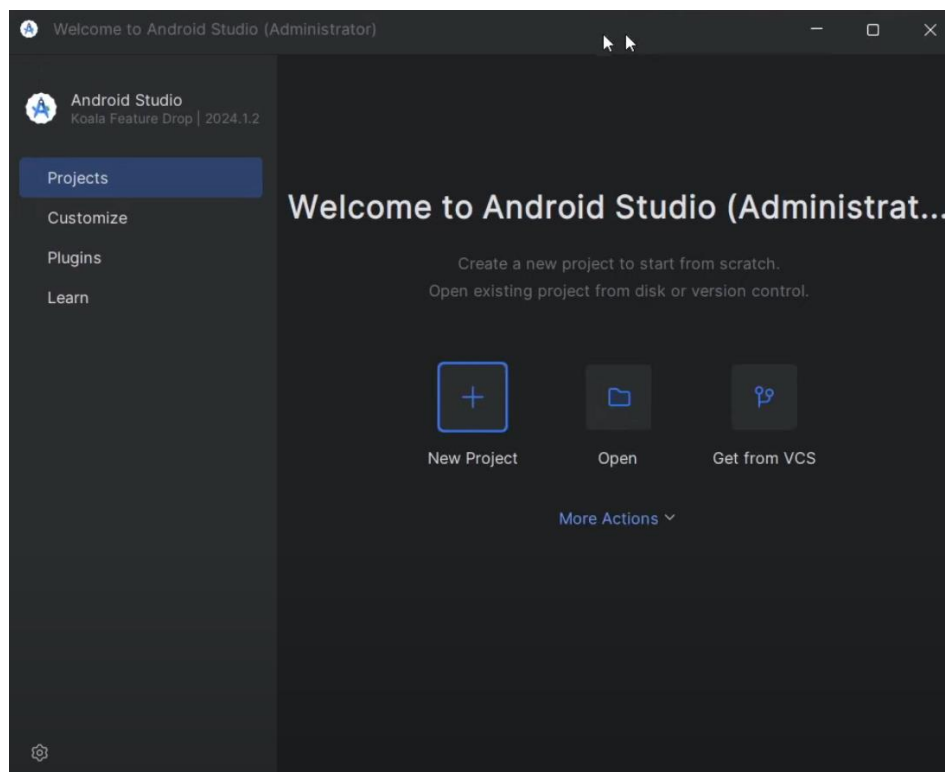 Welcome to Android Studio (Administrator)
Android Studio
Koala Feature Drop | 2024.1.2
Projects
Customize
Plugins
Learn
Welcome to Android Studio (Administrat...
Create a new project to start from scratch.
Open existing project from disk or version control.
New Project
Open
Get from VCS
More Actions